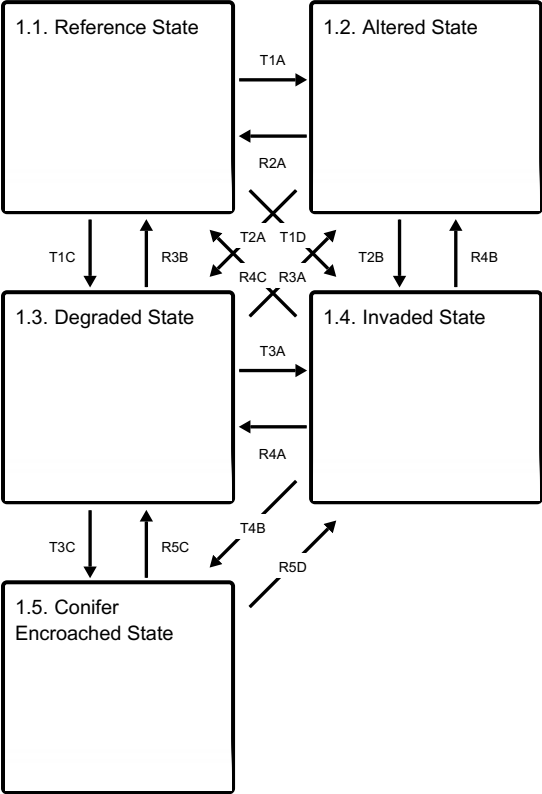 1.1. Reference State
1.2. Altered State
T1A
R2A
T1C
R3B
T2A
T1D
T2B
R4B
R4C
R3A
1.3. Degraded State
1.4. Invaded State
T3A
R4A
T4B
T3C
R5C
R5D
1.5. Conifer
Encroached State